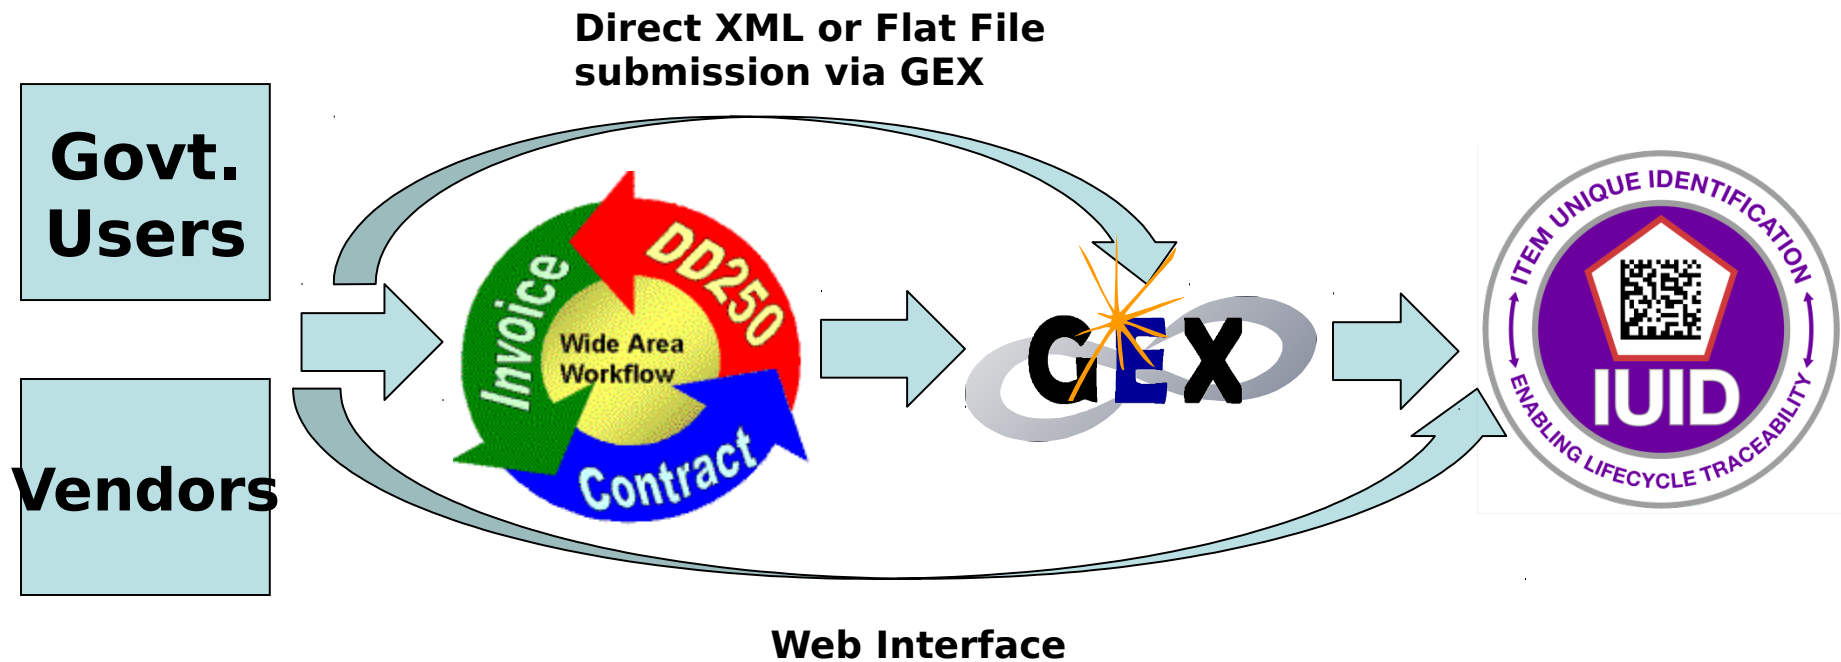 Direct XML or Flat File
submission via GEX
Govt.
Users
Vendors
Invoice
DD250
Wide Area
Workflow
Contract
GEX
ITEM UNIQUE IDENTIFICATION
IUID
ENABLING LIFECYCLE TRACEABILITY
Web Interface